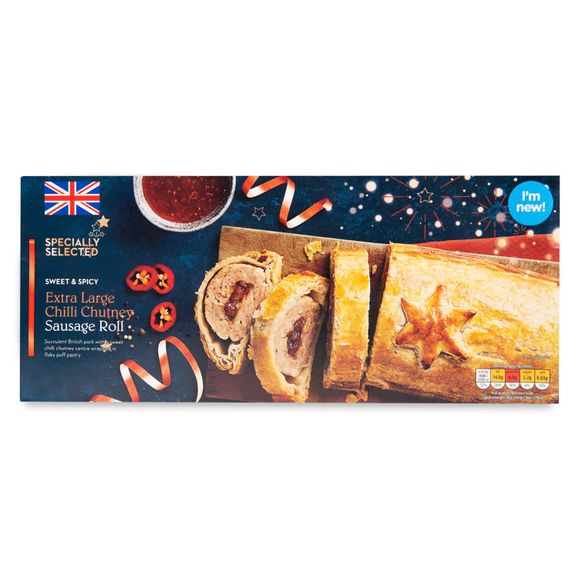 i'm
new!
SPECIALLY
SELECTED
SWEET & SPICY
Extra Large
Chilli Chutney
Sausage Roll
Succulent British pork with a sweet
chilli chutney centre wrapped in
flaky puff pastry